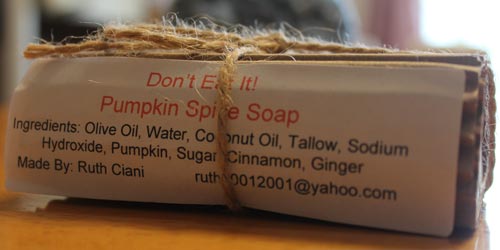 Don't Eat It!
Pumpkin Spice Soap
Ingredients: Olive Oil, Water, Coconut Oil, Tallow, Sodium
Hydroxide, Pumpkin, Sugar, Cinnamon, Ginger
Made By: Ruth Ciani 0012001@yahoo.com